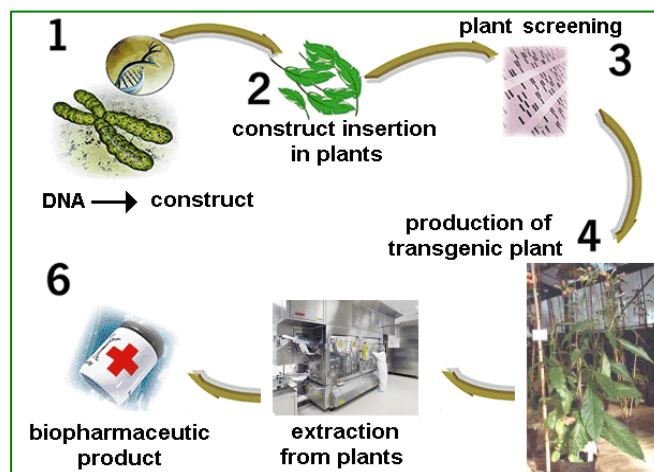 1
2
construct insertion
in plants
plant screening
3
DNA → construct
production of
transgenic plant
4
extraction
from plants
6
biopharmaceutic
product